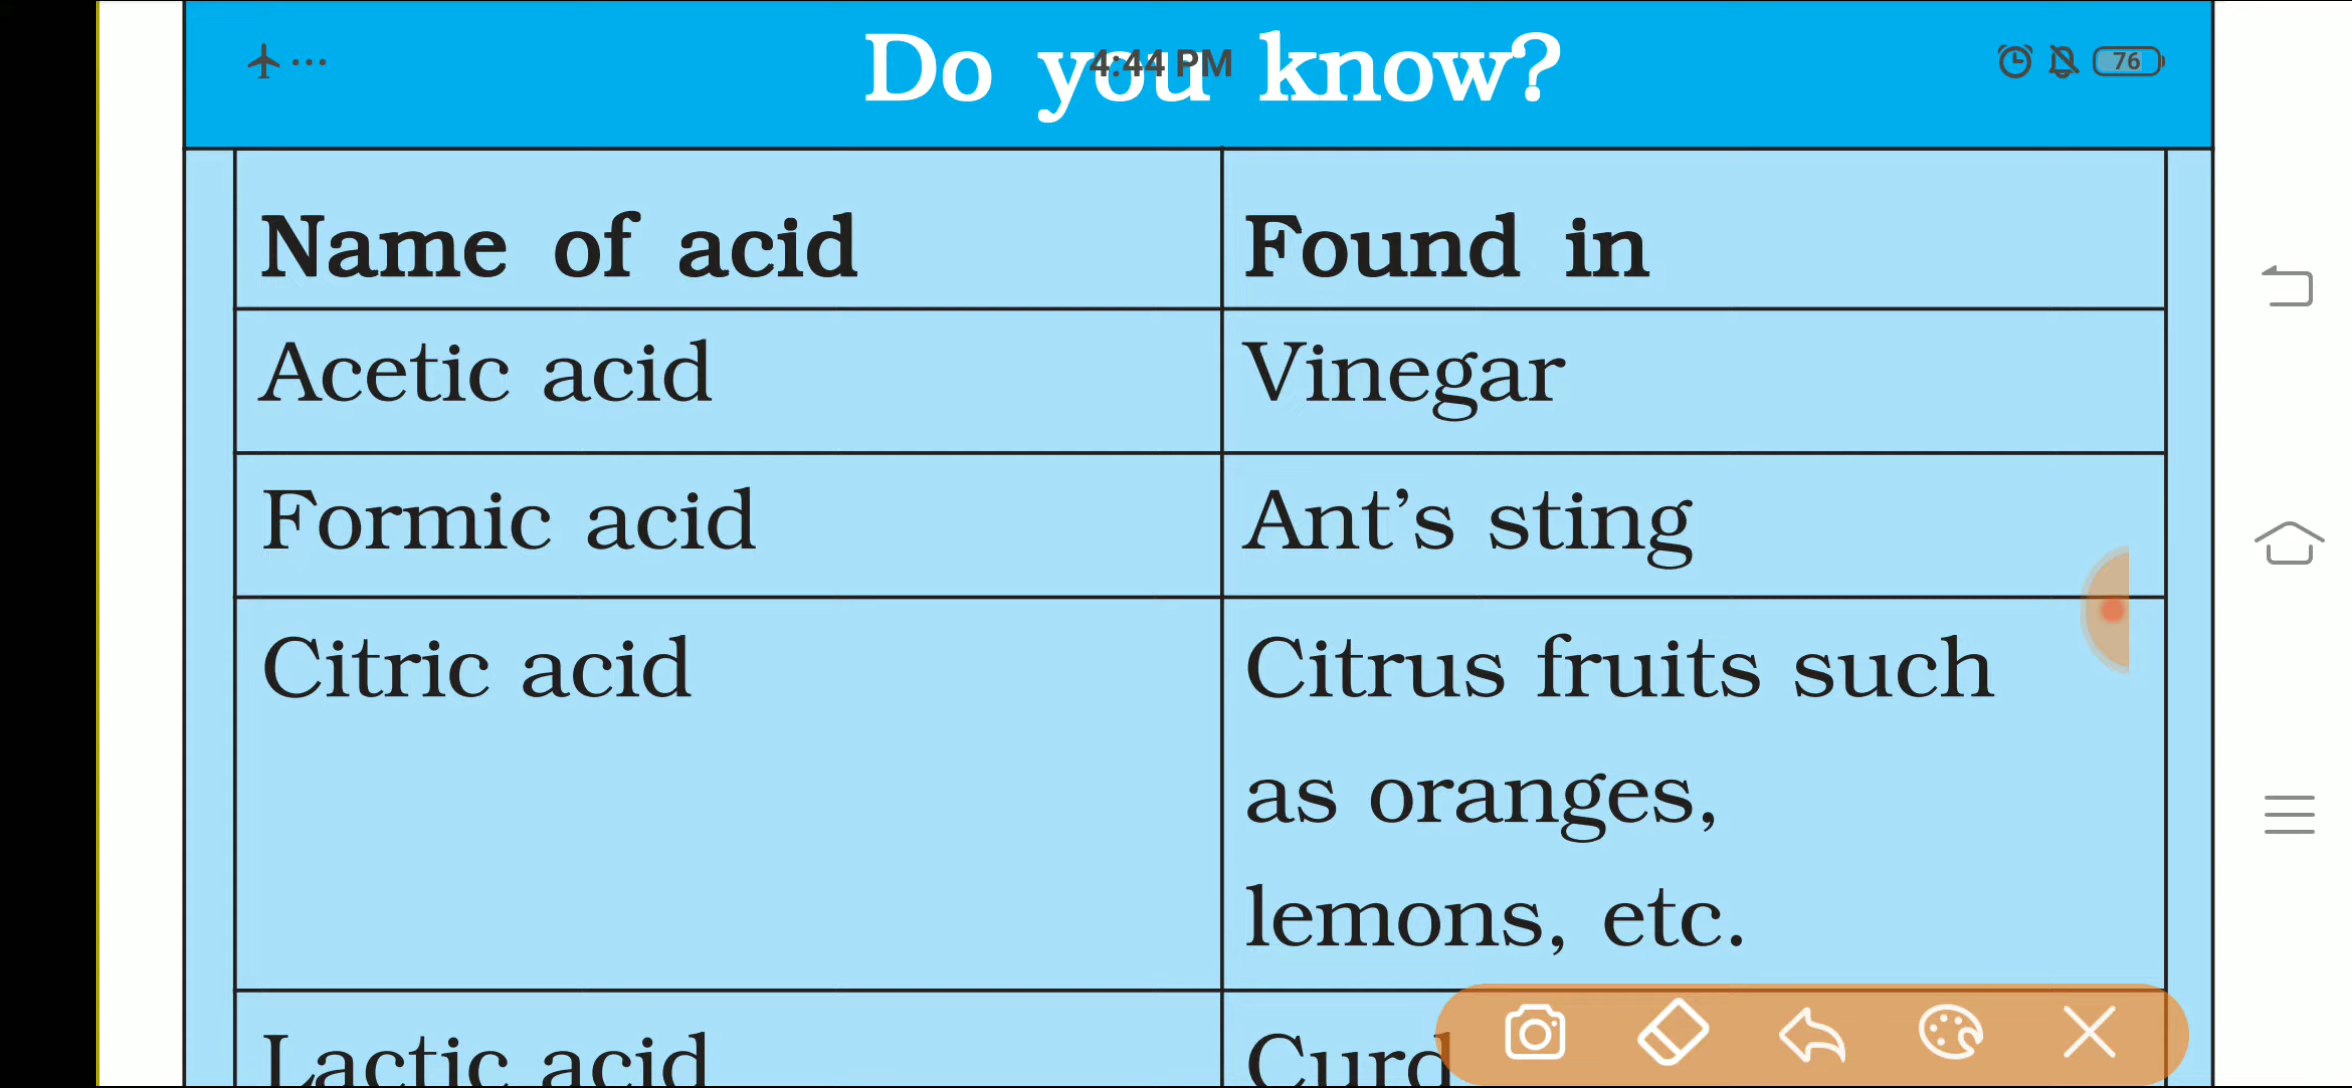 Do you know?
4:44 PM
76
Name of acid
Found in
Acetic acid
Vinegar
Formic acid
Ant's sting
Citric acid
Citrus fruits such
as oranges,
lemons, etc.
Lactic acid
Curd